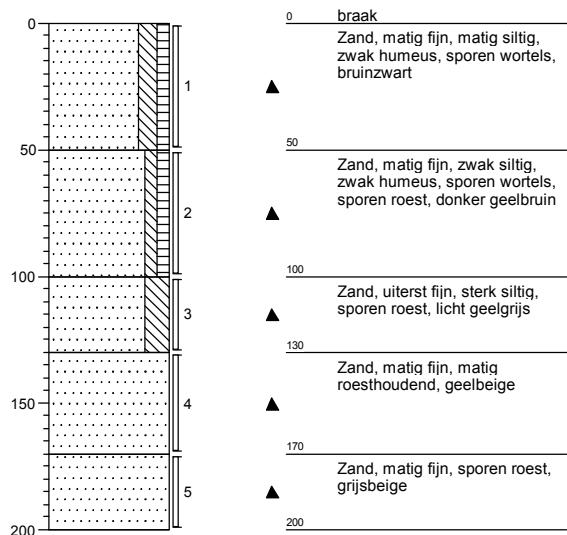 0
50
100
150
200
1
2
3
4
5
0 braak
Zand, matig fijn, matig siltig,
zwak humeus, sporen wortels,
bruinzwart
50
Zand, matig fijn, zwak siltig,
zwak humeus, sporen wortels,
sporen roest, donker geelbruin
100
Zand, uiterst fijn, sterk siltig,
sporen roest, licht geelgrijs
130
Zand, matig fijn, matig
roesthoudend, geelbeige
170
Zand, matig fijn, sporen roest,
grijsbeige
200